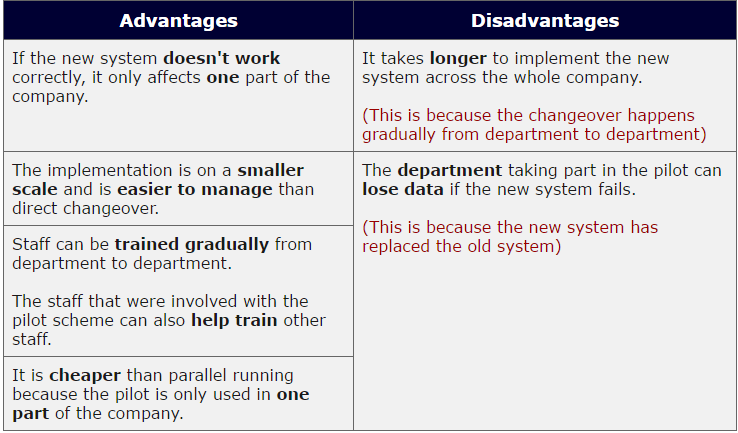 Advantages
Disadvantages
If the new system doesn't work
correctly, it only affects one part of the
company.
It takes longer to implement the new
system across the whole company.
(This is because the changeover happens
gradually from department to department)
The implementation is on a smaller
scale and is easier to manage than
direct changeover.
The department taking part in the pilot can
lose data if the new system fails.
(This is because the new system has
replaced the old system)
Staff can be trained gradually from
department to department.
The staff that were involved with the
pilot scheme can also help train other
staff.
It is cheaper than parallel running
because the pilot is only used in one
part of the company.